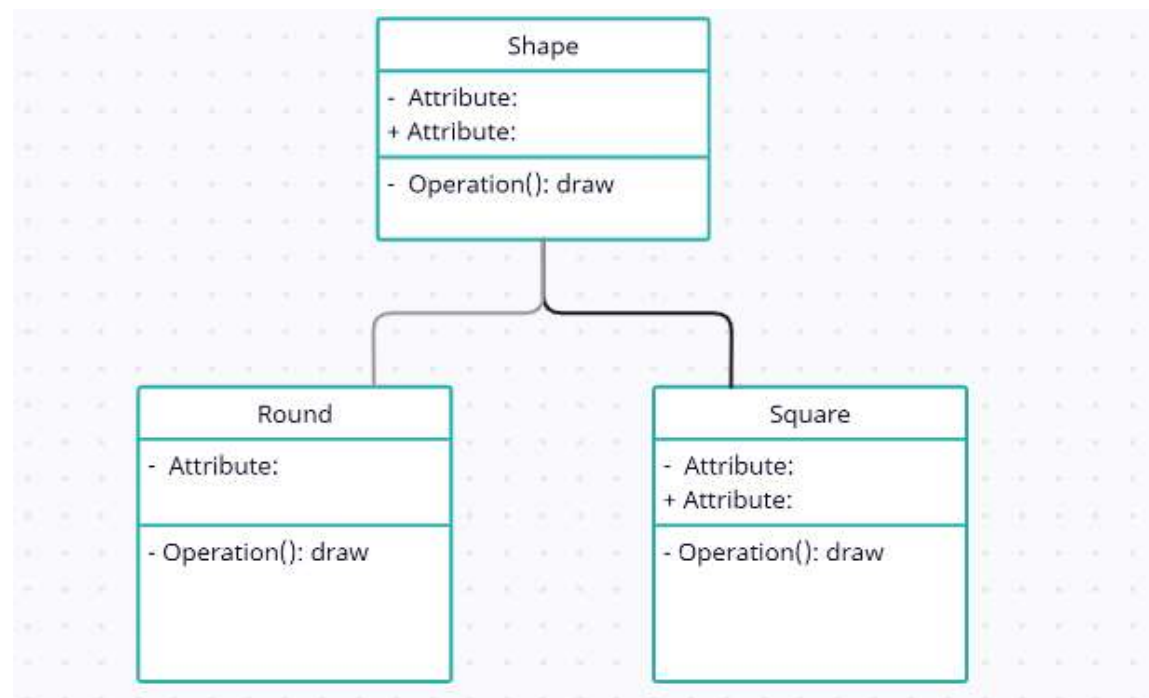 Shape
- Attribute:
+ Attribute:
- Operation(): draw
Round
- Attribute:
- Operation(): draw
Square
- Attribute:
+ Attribute:
- Operation(): draw